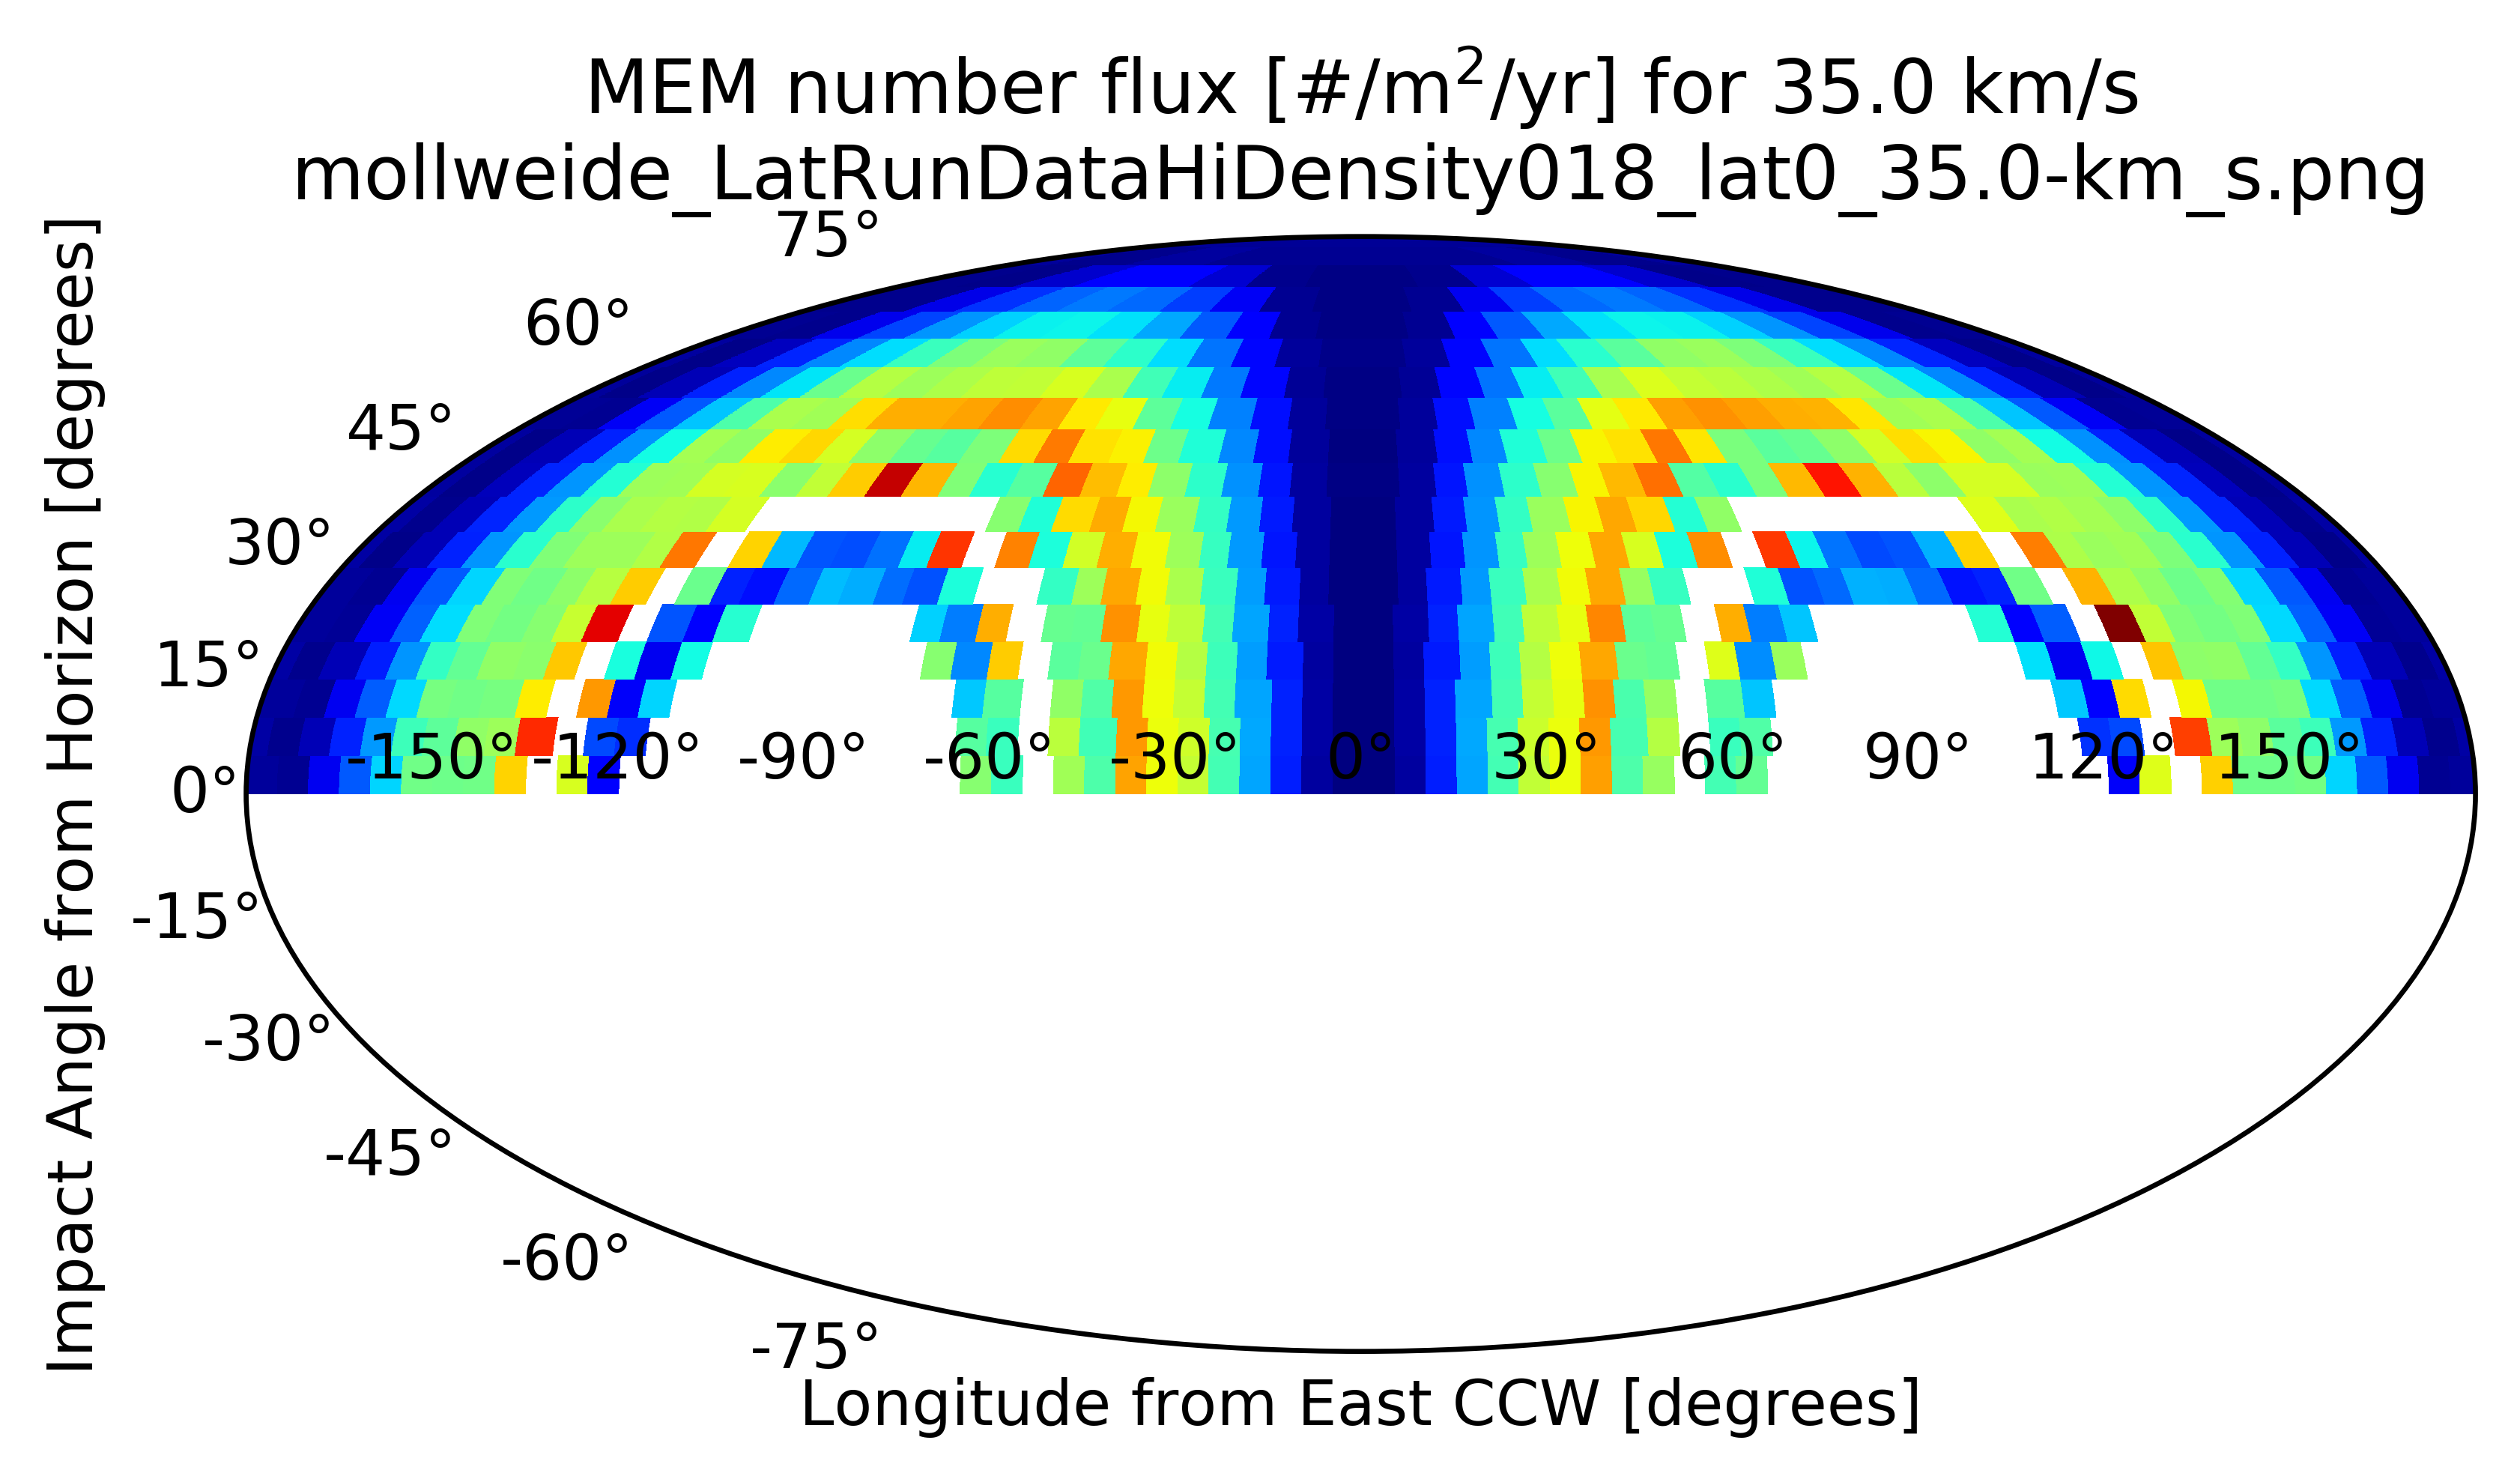 MEM number flux [#/m²/yr] for 35.0 km/s
mollweide_LatRunDataHiDensity018_lat0_35.0-km_s.png
75°
60°
45°
30°
15°
0°
-15°
-30°
-45°
-60°
-75°
-150° -120° -90° -60° -30° 0° 30° 60° 90° 120° 150°
Impact Angle from Horizon [degrees]
Longitude from East CCW [degrees]